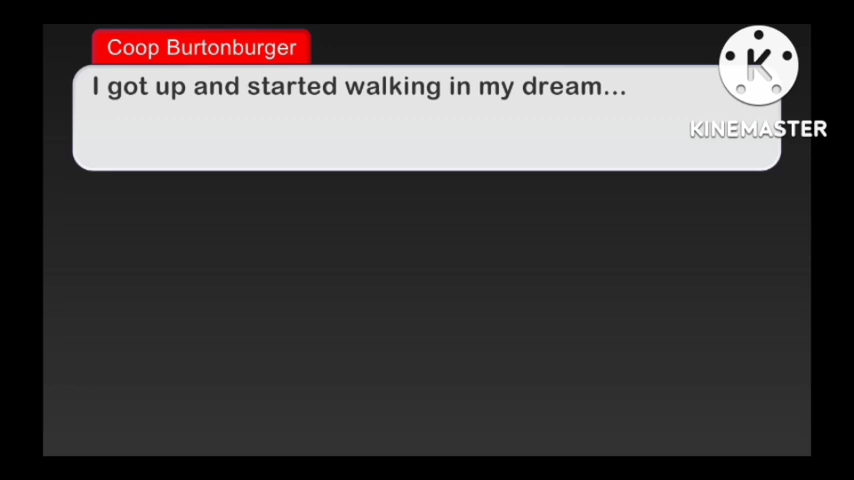 Coop Burtonburger
I got up and started walking in my dream...
K
KINEMASTER